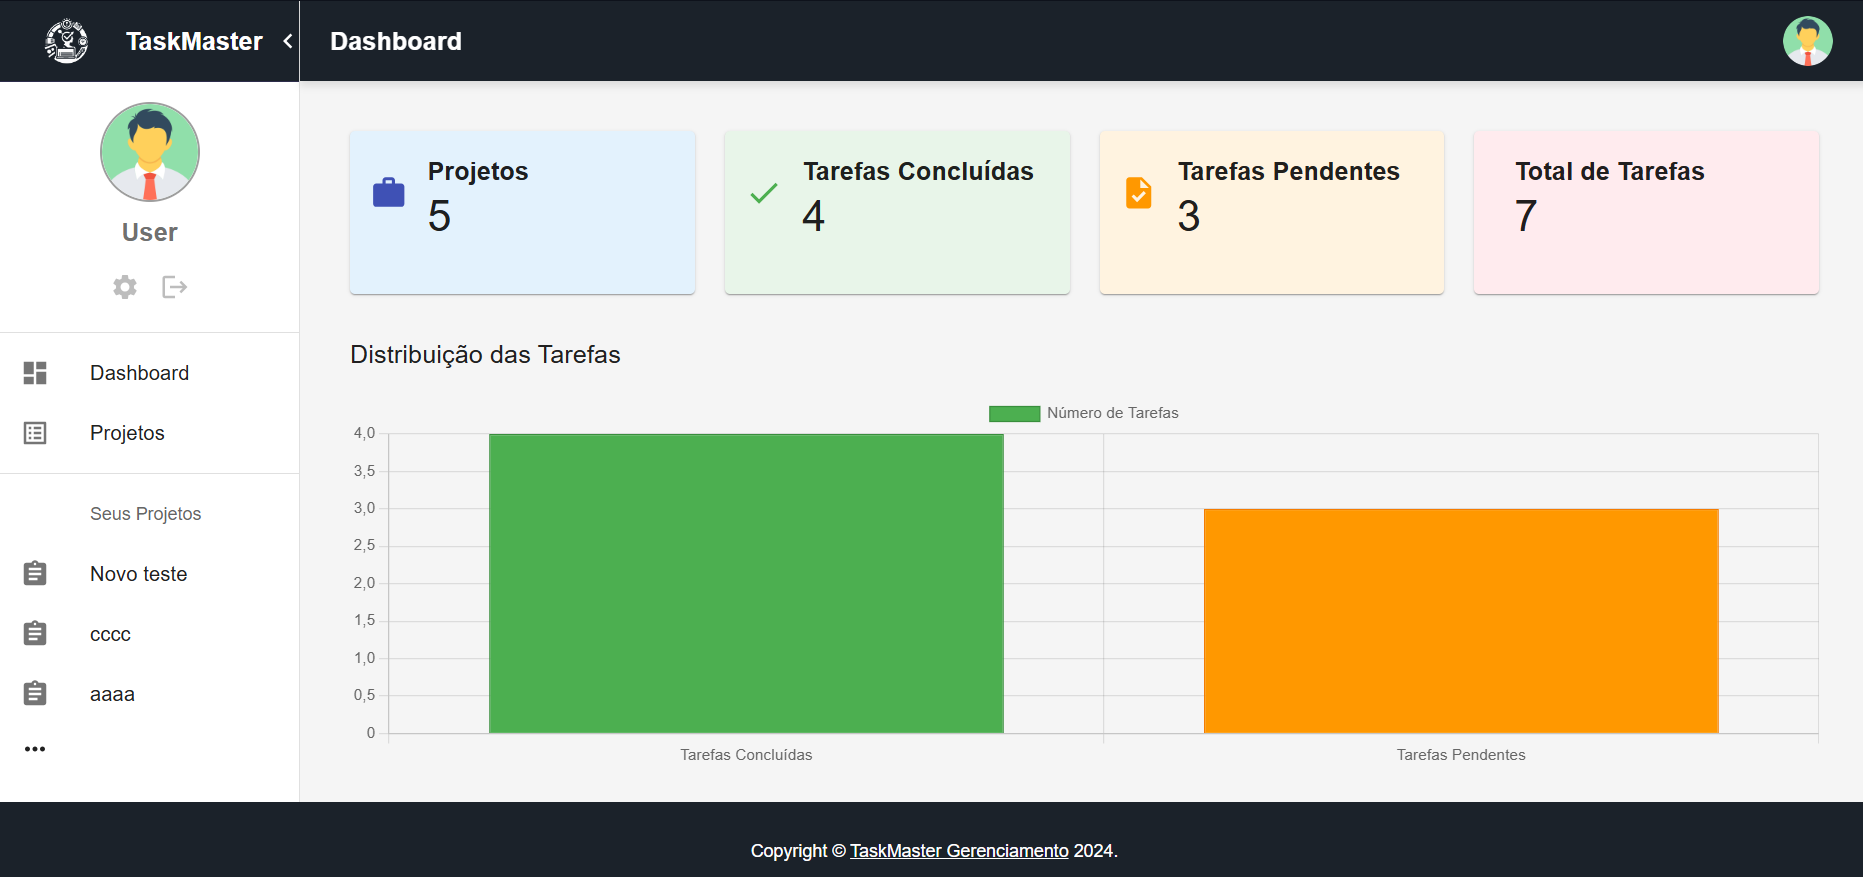 TaskMaster
Dashboard
User
Dashboard
Projetos
Seus Projetos
Novo teste
cccc
aaaa
Projetos
5
Tarefas Concluídas
4
Tarefas Pendentes
3
Total de Tarefas
7
Distribuição das Tarefas
Número de Tarefas
4,0
3,5
3,0
2,5
2,0
1,5
1,0
0,5
0
Tarefas Concluídas
Tarefas Pendentes
Copyright © TaskMaster Gerenciamento 2024.